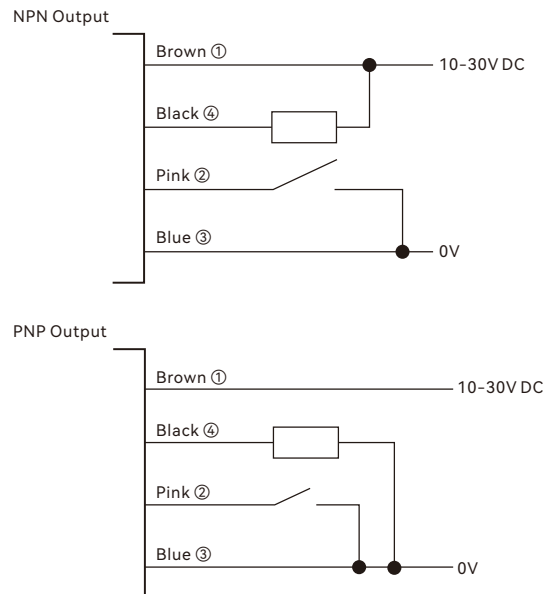 NPN Output
Brown ①
10-30V DC
Black ④
Pink ②
Blue ③
0V
PNP Output
Brown ①
10-30V DC
Black ④
Pink ②
Blue ③
0V